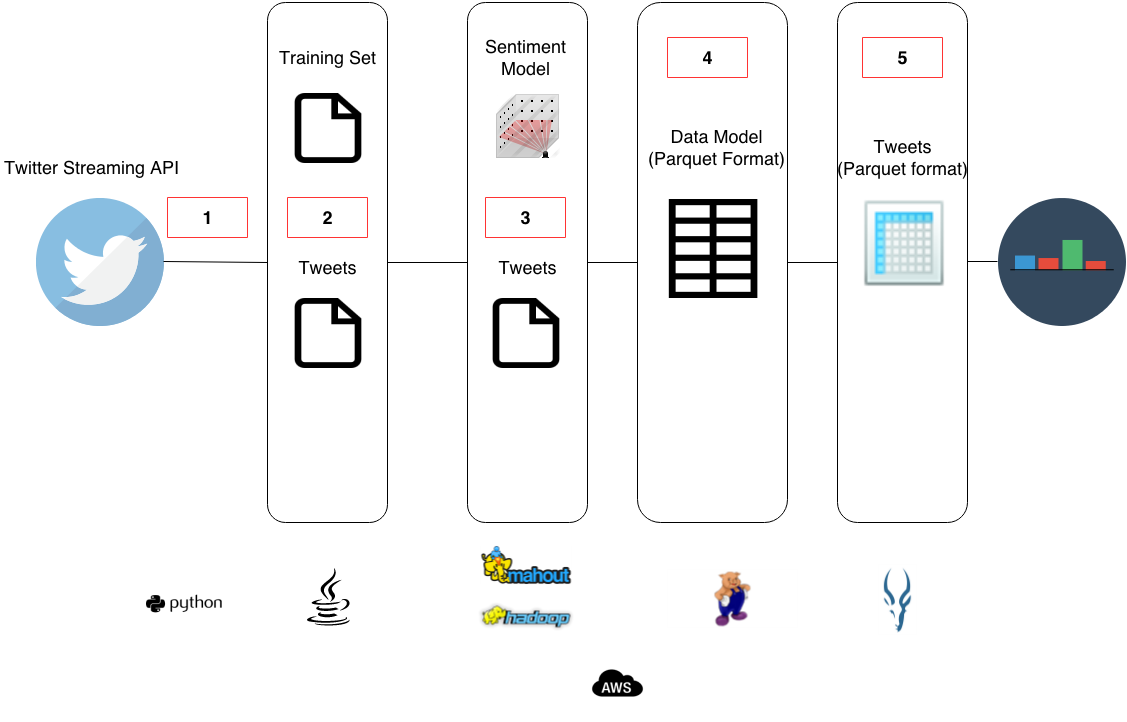 Twitter Streaming API
1
Training Set
2
Tweets
Sentiment
Model
3
Tweets
4
Data Model
(Parquet Format)
5
Tweets
(Parquet format)
python
mahout
hadoop
AWS